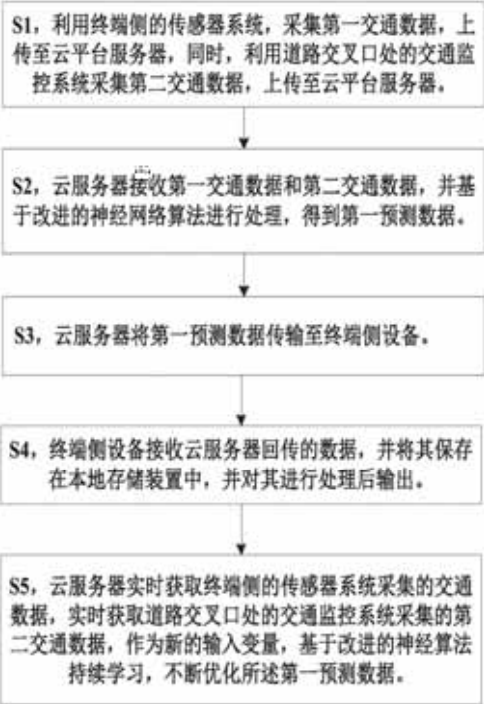 S1，利用终端侧的传感器系统，采集第一交通数据，上
传至云平台服务器，同时，利用道路交叉口处的交通监
控系统采集第二交通数据，上传至云平台服务器。
S2，云服务器接收第一交通数据和第二交通数据，并基
于改进的神经网络算法进行处理，得到第一预测数据。
S3，云服务器将第一预测数据传输至终端侧设备。
S4，终端侧设备接收云服务器回传的数据，并将其保存
在本地存储装置中，并对其进行处理后输出。
S5，云服务器实时获取终端侧的传感器系统采集的交通
数据，实时获取道路交叉口处的交通监控系统采集的第
二交通数据，作为新的输入变量，基于改进的神经算法
持续学习，不断优化所述第一预测数据。